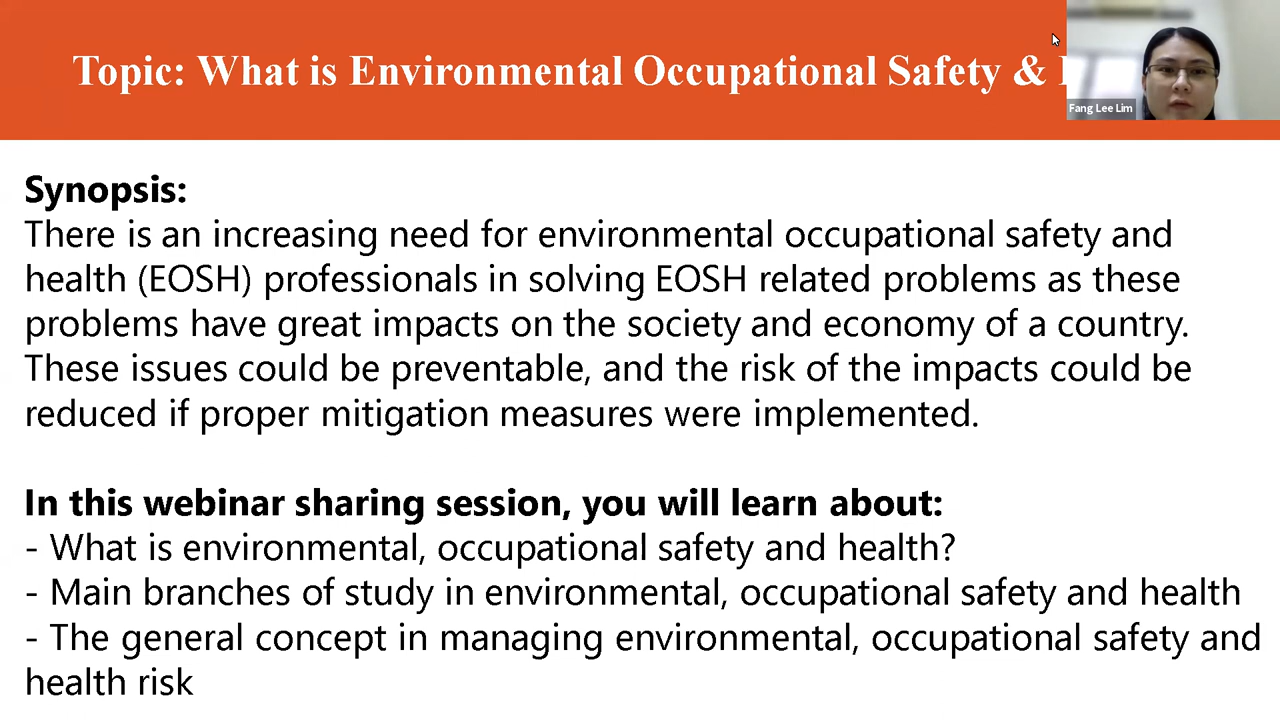 Topic: What is Environmental Occupational Safety &
Fang Lee Lim
Synopsis:
There is an increasing need for environmental occupational safety and
health (EOSH) professionals in solving EOSH related problems as these
problems have great impacts on the society and economy of a country.
These issues could be preventable, and the risk of the impacts could be
reduced if proper mitigation measures were implemented.
In this webinar sharing session, you will learn about:
- What is environmental, occupational safety and health?
- Main branches of study in environmental, occupational safety and health
- The general concept in managing environmental, occupational safety and
health risk